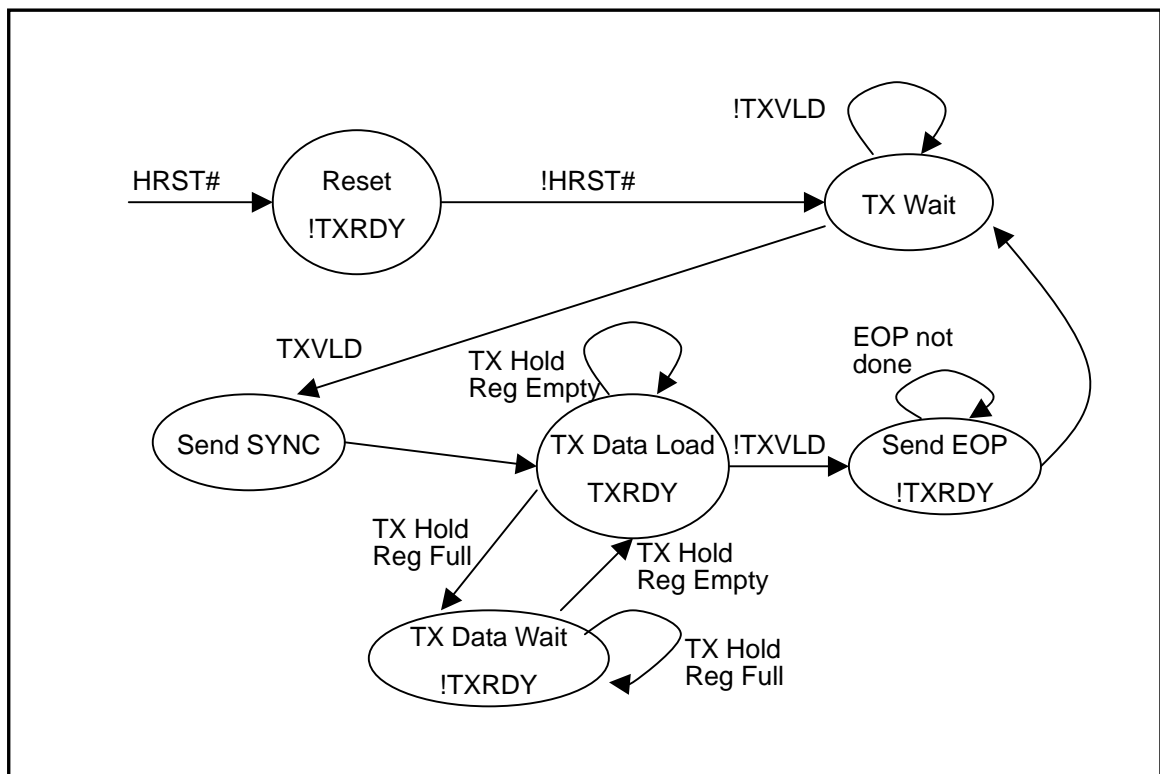 !TXVLD
HRST#
Reset
!TXRDY
!HRST#
TX Wait
TXVLD
TX Hold
Reg Empty
EOP not
done
Send SYNC
TX Data Load
TXRDY
!TXVLD
Send EOP
!TXRDY
TX Hold
Reg Full
TX Hold
Reg Empty
TX Data Wait
!TXRDY
TX Hold
Reg Full